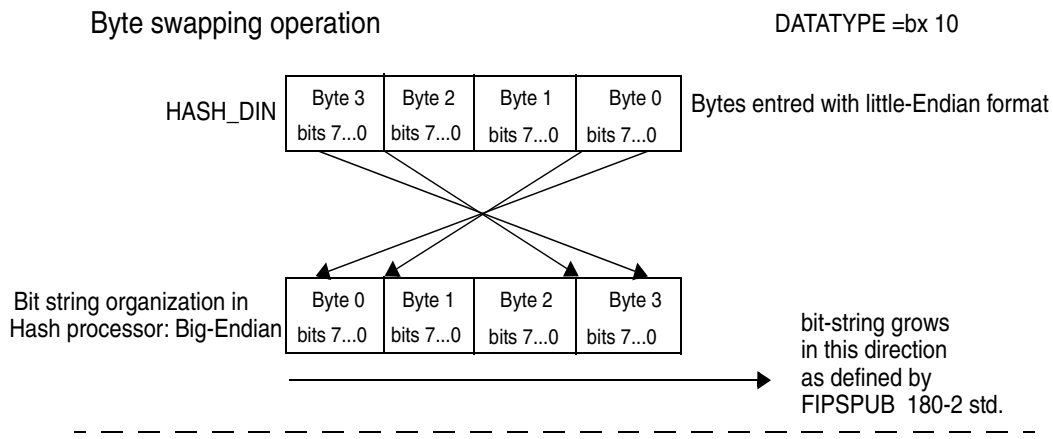 Byte swapping operation
DATATYPE =bx 10
HASH_DIN
Byte 3 Byte 2 Byte 1 Byte 0
bits 7...0 bits 7...0 bits 7...0 bits 7...0
Bytes entred with little-Endian format
Bit string organization in
Hash processor: Big-Endian
Byte 0 Byte 1 Byte 2 Byte 3
bits 7...0 bits 7...0 bits 7...0 bits 7...0
bit-string grows
in this direction
as defined by
FIPSPUB 180-2 std.